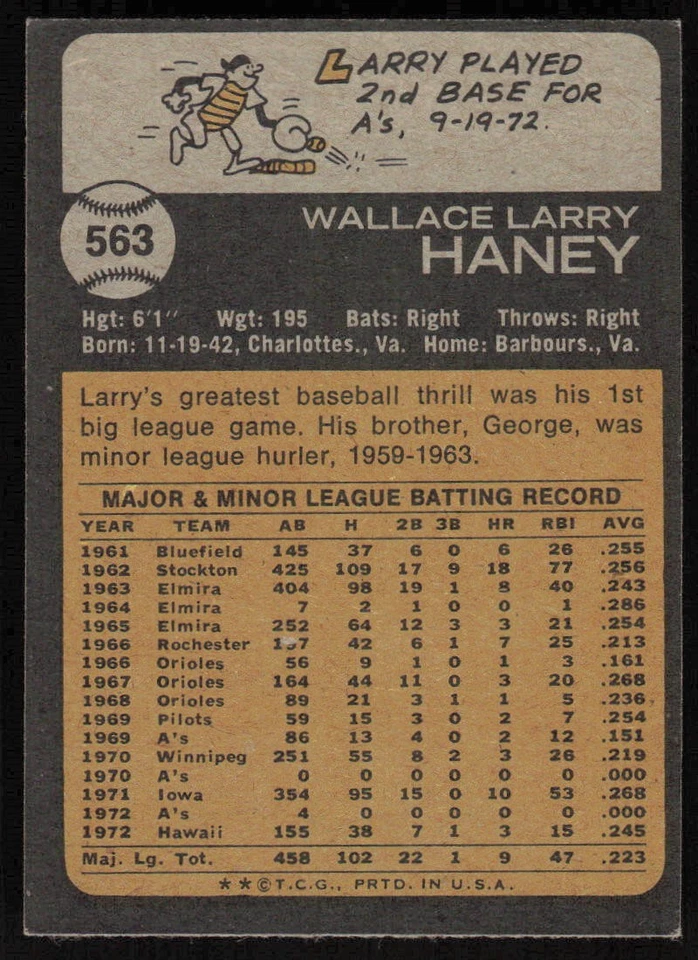 LARRY PLAYED
2nd BASE FOR
A's, 9-19-72.
563
WALLACE LARRY
HANEY
Hgt: 6'1" Wgt: 195 Bats: Right Throws: Right
Born: 11-19-42, Charlottes., Va. Home: Barbours., Va.
Larry's greatest baseball thrill was his 1st
big league game. His brother, George, was
minor league hurler, 1959-1963.
MAJOR & MINOR LEAGUE BATTING RECORD
YEAR TEAM AB H 2B 3B HR RBI AVG
1961 Bluefield 145 37 6 0 6 26 .255
1962 Stockton 425 109 17 9 18 77 .256
1963 Elmira 404 98 19 1 8 40 .243
1964 Elmira 7 2 1 0 0 1 .286
1965 Elmira 252 64 12 3 3 21 .254
1966 Rochester 42 6 1 7 25 .213
1966 Orioles 56 9 1 0 1 3 .161
1967 Orioles 164 44 11 0 3 20 .268
1968 Orioles 89 21 3 1 1 5 .236
1969 Pilots 59 15 3 0 2 7 .254
1969 A's 86 13 4 0 2 12 .151
1970 Winnipeg 251 55 8 2 3 26 .219
1970 A's 0 0 0 0 0 0 .000
1971 Iowa 354 95 15 0 10 53 .268
1972 A's 4 0 0 0 0 0 .000
1972 Hawaii 155 38 7 1 3 15 .245
Maj. Lg. Tot. 458 102 22 1 9 47 .223
**©T.C.G., PRTD. IN U.S.A.